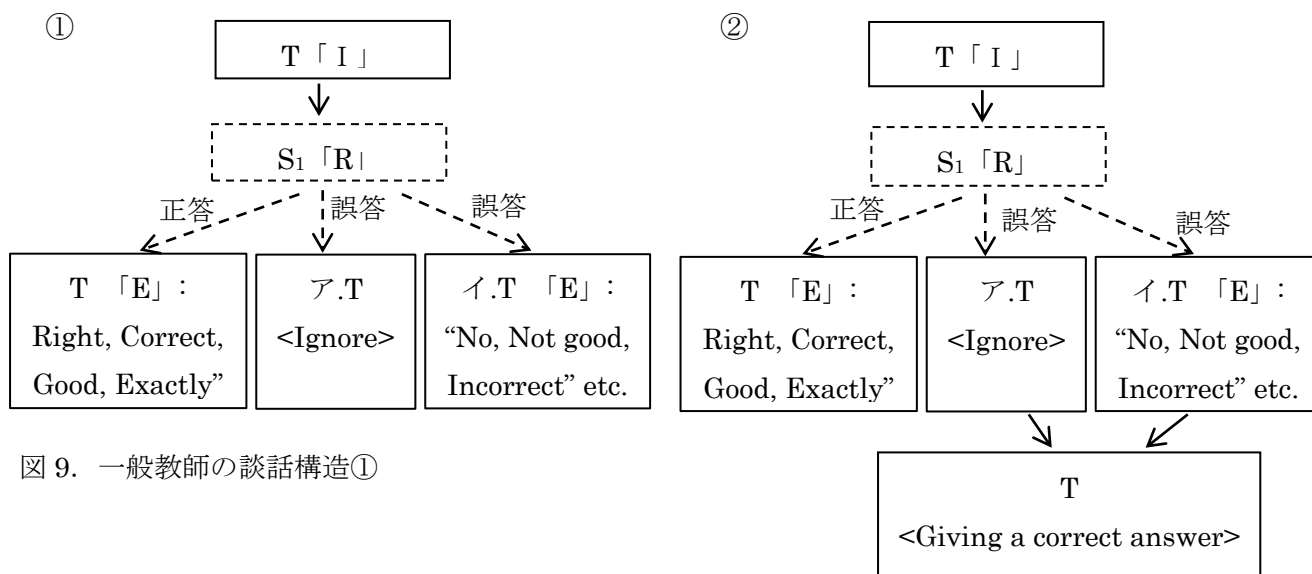 ①
T「Ⅰ」
S₁「R」
正答
誤答
誤答
T 「E」:
Right, Correct,
Good, Exactly”
ア.T
<Ignore>
イ.T 「E」:
“No, Not good,
Incorrect” etc.
図 9. 一般教師の談話構造①
②
T「Ⅰ」
S₁「R」
正答
誤答
誤答
T 「E」:
Right, Correct,
Good, Exactly”
ア.T
<Ignore>
イ.T 「E」:
“No, Not good,
Incorrect” etc.
T
<Giving a correct answer>